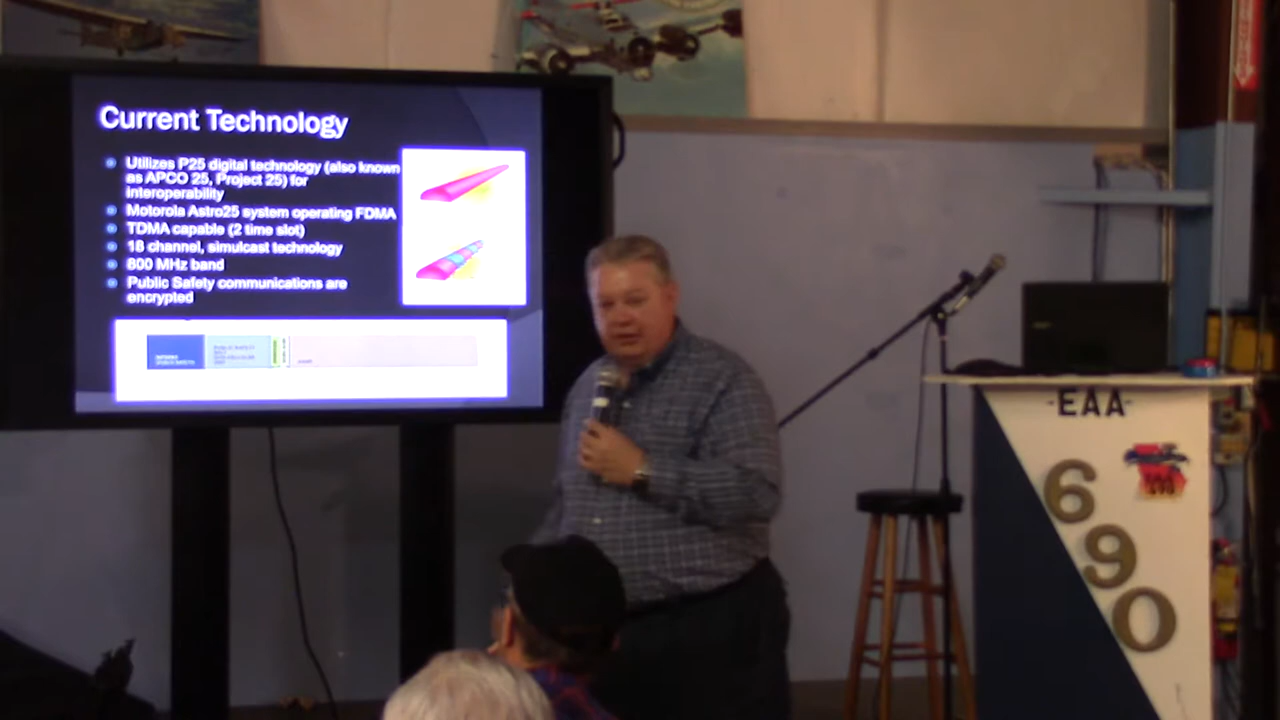 Current Technology
Utilizes P25 digital technology (also known
as APCO 25, Project 25) for
interoperability
Motorola Astro25 system operating FDMA
TDMA capable (2 time slot)
18 channel, simulcast technology
800 MHz band
Public Safety communications are
encrypted
EAA
690